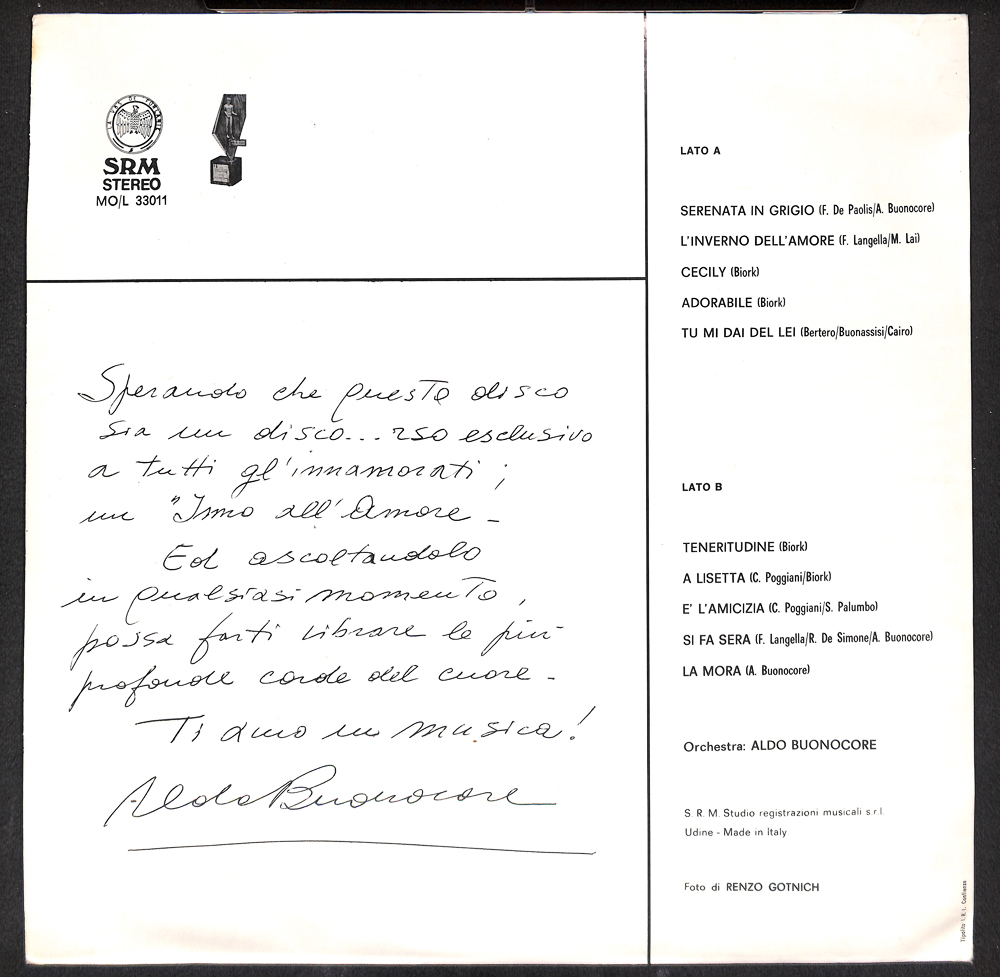 SRM
STEREO
MO/L 33011
Sperando che questo disco
sia un disco...rso esclusivo
a tutti gl'innamorati;
un "Inno all'Amore -
Ed ascoltandolo
in qualsiasi momento,
possa farti vibrare le più
profonde corde del cuore -
Ti amo in musica!
Aldo Buonocore
LATO A
SERENATA IN GRIGIO (F. De Paolis/A. Buonocore)
L'INVERNO DELL'AMORE (F. Langella/M. Lai)
CECILY (Biork)
ADORABILE (Biork)
TU MI DAI DEL LEI (Bertero/Buonassisi/Cairo)
LATO B
TENERITUDINE (Biork)
A LISETTA (C. Poggiani/Biork)
E' L'AMICIZIA (C. Poggiani/S. Palumbo)
SI FA SERA (F. Langella/R. De Simone/A. Buonocore)
LA MORA (A. Buonocore)
Orchestra: ALDO BUONOCORE
S. R. M. Studio registrazioni musicali s.r.l.
Udine - Made in Italy
Foto di RENZO GOTNICH